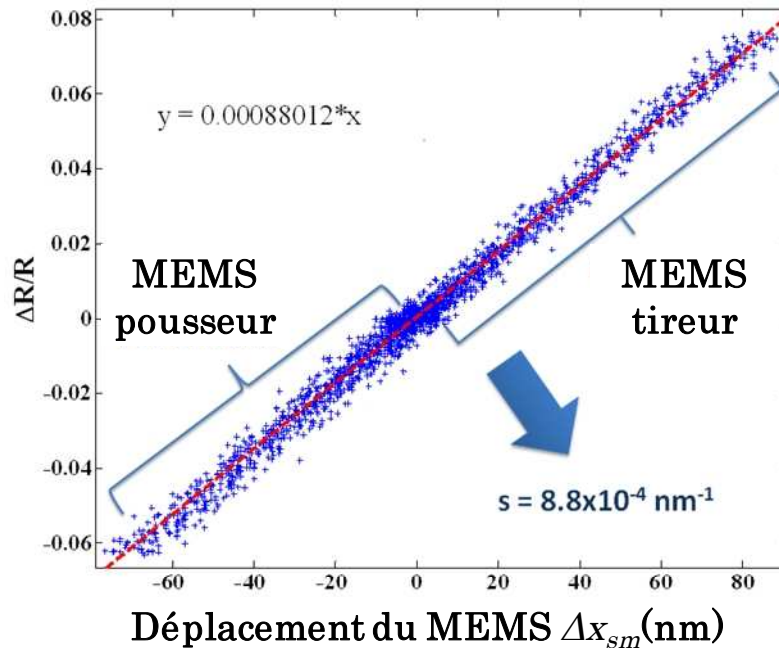 0.08
0.06
0.04
0.02
0
-0.02
-0.04
-0.06
ΔR/R
y = 0.00088012*x
MEMS
pousseur
MEMS
tireur
s = 8.8x10⁻⁴ nm⁻¹
-60 -40 -20 0 20 40 60 80
Déplacement du MEMS Δx_sm(nm)